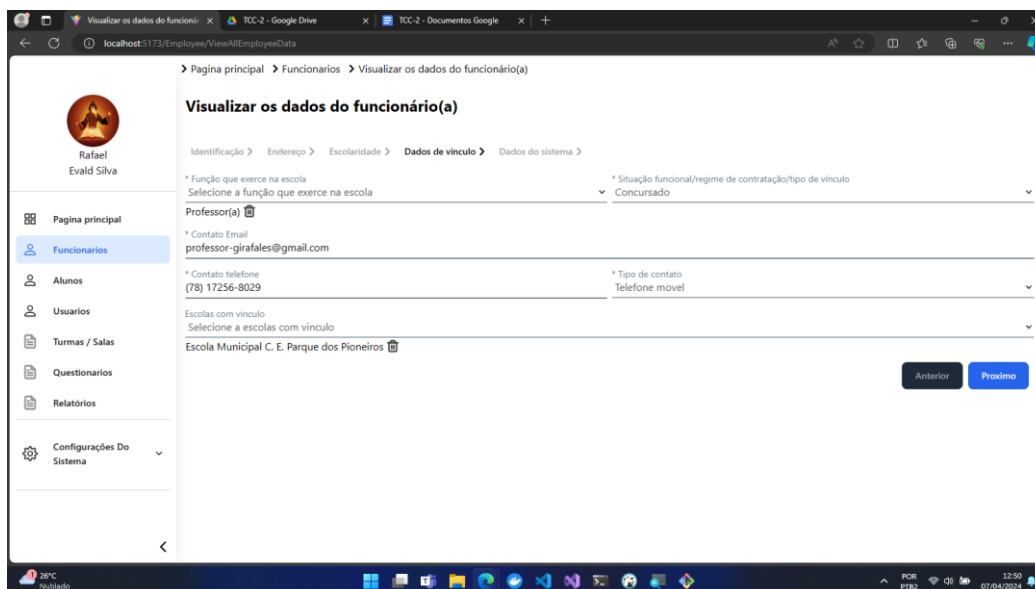 Visualizar os dados do funcionári
TCC-2 - Google Drive
TCC-2 - Documentos Google
localhost:5173/Employee/ViewAllEmployeeData
Pagina principal Funcionarios Visualizar os dados do funcionário(a)
Visualizar os dados do funcionário(a)
Rafael
Evald Silva
Identificação Endereço Escolaridade Dados de vinculo Dados do sistema
* Função que exerce na escola
Selecione a função que exerce na escola
* Situação funcional/regime de contratação/tipo de vínculo
Concursado
Professor(a)
* Contato Email
professor-girafales@gmail.com
* Contato telefone
(78) 17256-8029
* Tipo de contato
Telefone movel
Escolas com vinculo
Selecione a escolas com vinculo
Escola Municipal C. E. Parque dos Pioneiros
Anterior
Proximo
Pagina principal
Funcionarios
Alunos
Usuarios
Turmas / Salas
Questionarios
Relatórios
Configurações Do
Sistema
1
26°C
Nublado
POR
PTB2
12:50
07/04/2024